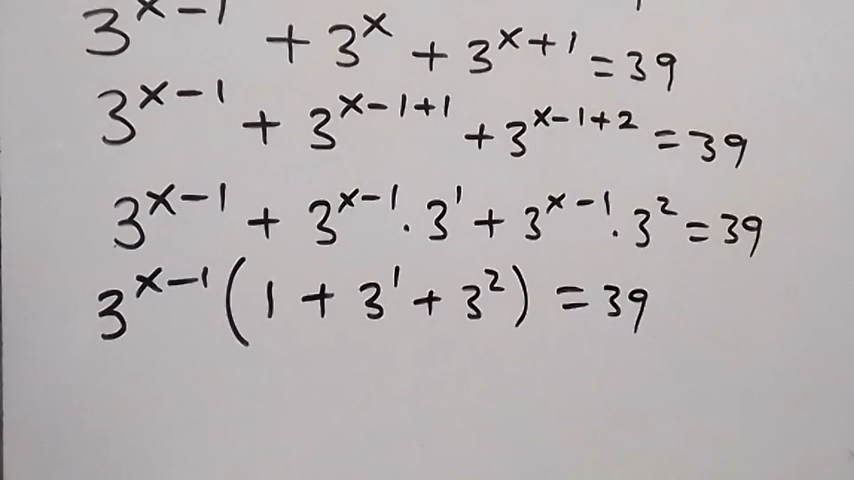 3^{x-1} + 3^x + 3^{x+1} = 39
3^{x-1} + 3^{x-1+1} + 3^{x-1+2} = 39
3^{x-1} + 3^{x-1} · 3^1 + 3^{x-1} · 3^2 = 39
3^{x-1} (1 + 3^1 + 3^2) = 39